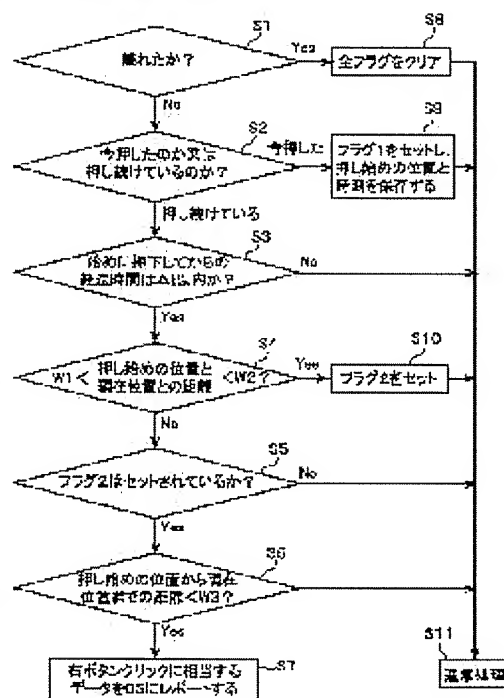 S1
離れたか?
Yes
S8
全フラグをクリア
No
S2
今押したのか又は
押し続けているのか?
今押した
S9
フラグ1をセットし、
押し始めの位置と
時間を保存する
押し続けている
S3
始めに押下してからの
経過時間は
以内か?
No
Yes
S4
W1<
押し始めの位置と
現在位置との距離
<W2?
Yes
S10
フラグ2をセット
No
S5
フラグ2はセットされているか?
No
Yes
S6
押し始めの位置から現在
位置までの距離<W3?
Yes
S7
右ボタンクリックに相当する
データをOSにレポートする
S11
通常処理